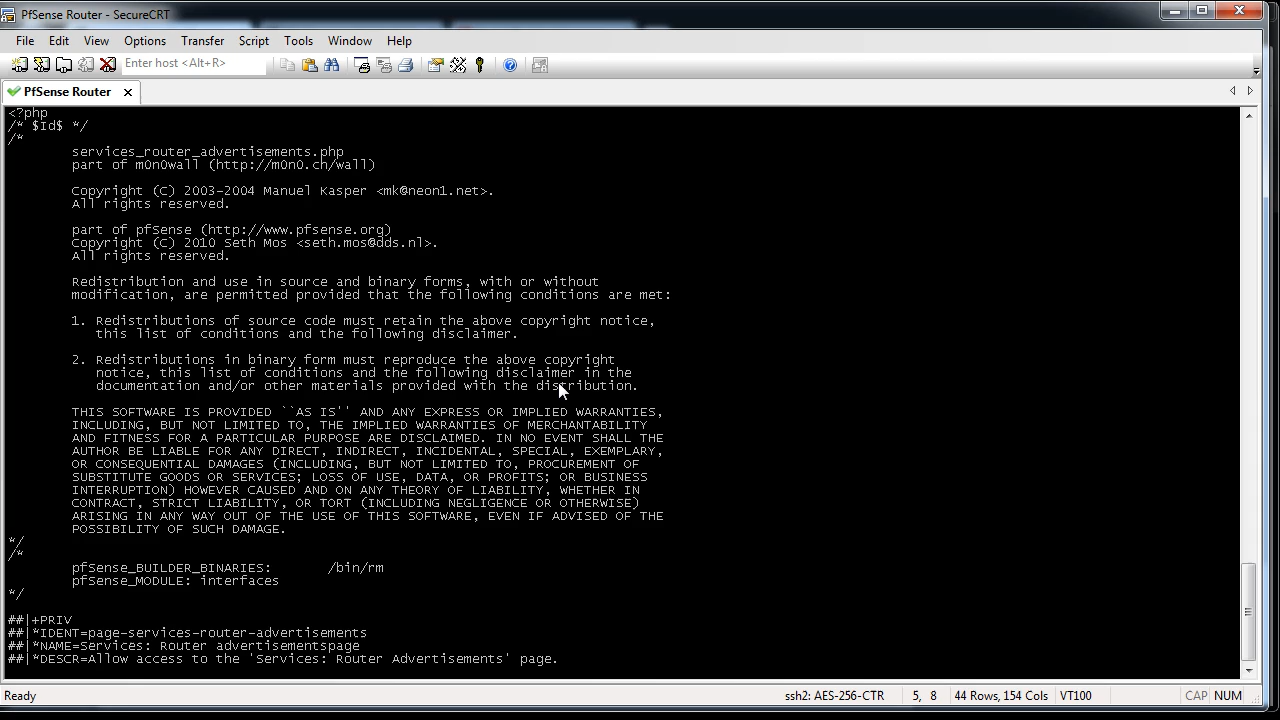 PfSense Router - SecureCRT
File Edit View Options Transfer Script Tools Window Help
Enter host <Alt+R>
PfSense Router
<?php
/* $Id$ */
/*
services_router_advertisements.php
part of m0n0wall (http://m0n0.ch/wall)
Copyright (C) 2003-2004 Manuel Kasper <mk@neon1.net>.
All rights reserved.
part of pfSense (http://www.pfsense.org)
Copyright (C) 2010 Seth Mos <seth.mos@dds.nl>.
All rights reserved.
Redistribution and use in source and binary forms, with or without
modification, are permitted provided that the following conditions are met:
1. Redistributions of source code must retain the above copyright notice,
this list of conditions and the following disclaimer.
2. Redistributions in binary form must reproduce the above copyright
notice, this list of conditions and the following disclaimer in the
documentation and/or other materials provided with the distribution.
THIS SOFTWARE IS PROVIDED ``AS IS'' AND ANY EXPRESS OR IMPLIED WARRANTIES,
INCLUDING, BUT NOT LIMITED TO, THE IMPLIED WARRANTIES OF MERCHANTABILITY
AND FITNESS FOR A PARTICULAR PURPOSE ARE DISCLAIMED. IN NO EVENT SHALL THE
AUTHOR BE LIABLE FOR ANY DIRECT, INDIRECT, INCIDENTAL, SPECIAL, EXEMPLARY,
OR CONSEQUENTIAL DAMAGES (INCLUDING, BUT NOT LIMITED TO, PROCUREMENT OF
SUBSTITUTE GOODS OR SERVICES; LOSS OF USE, DATA, OR PROFITS; OR BUSINESS
INTERRUPTION) HOWEVER CAUSED AND ON ANY THEORY OF LIABILITY, WHETHER IN
CONTRACT, STRICT LIABILITY, OR TORT (INCLUDING NEGLIGENCE OR OTHERWISE)
ARISING IN ANY WAY OUT OF THE USE OF THIS SOFTWARE, EVEN IF ADVISED OF THE
POSSIBILITY OF SUCH DAMAGE.
*/
/*
pfSense_BUILDER_BINARIES: /bin/rm
pfSense_MODULE: interfaces
*/
##|+PRIV
##|*IDENT=page-services-router-advertisements
##|*NAME=Services: Router advertisementspage
##|*DESCR=Allow access to the 'Services: Router Advertisements' page.
Ready ssh2: AES-256-CTR 5, 8 44 Rows, 154 Cols VT100 CAP NUM